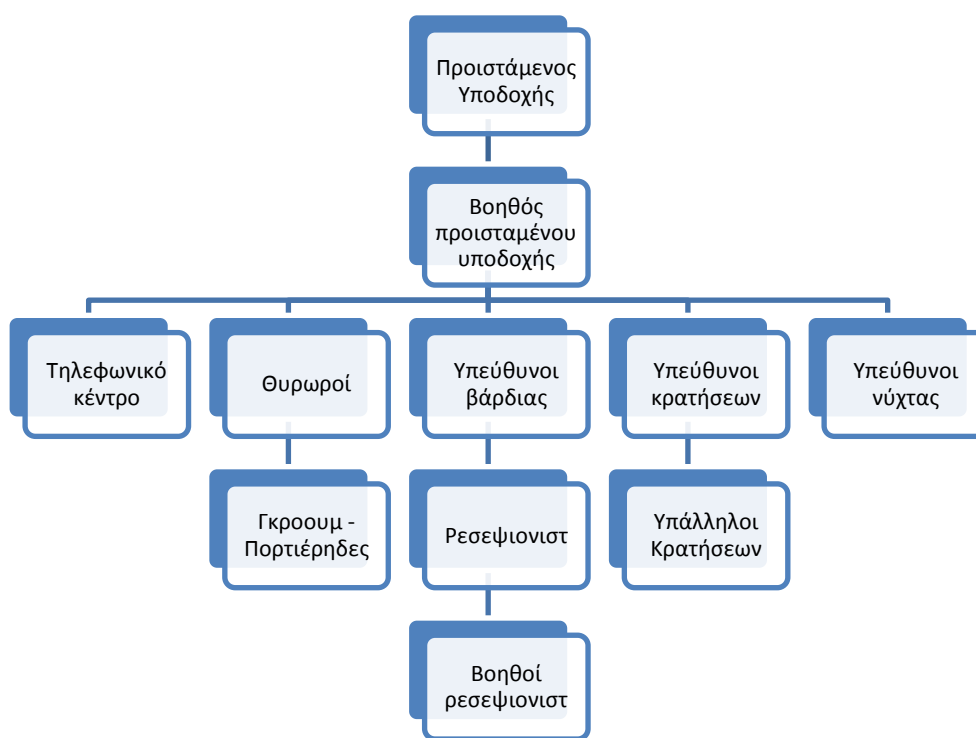 Προιστάμενος
Υποδοχής
Βοηθός
προισταμένου
υποδοχής
Τηλεφωνικό
κέντρο
Θυρωροί
Υπεύθυνοι
βάρδιας
Υπεύθυνοι
κρατήσεων
Υπεύθυνοι
νύχτας
Γκροουμ -
Πορτιέρηδες
Ρεσεψιονιστ
Υπάλληλοι
Κρατήσεων
Βοηθοί
ρεσεψιονιστ